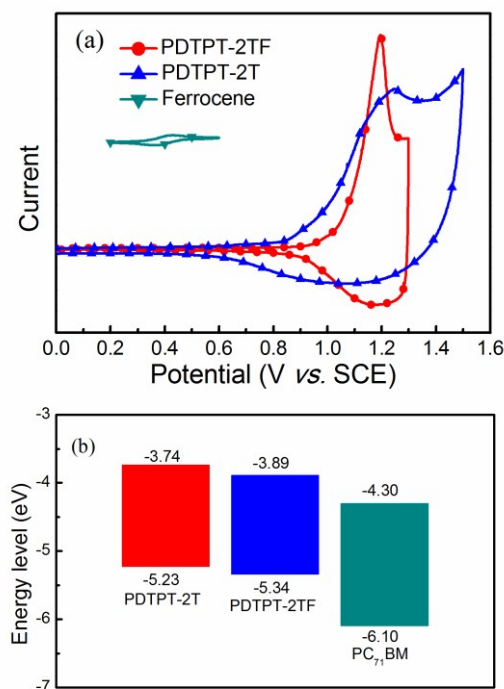 (a)
PDTPT-2TF
PDTPT-2T
Ferrocene
Current
0.0 0.2 0.4 0.6 0.8 1.0 1.2 1.4 1.6
Potential (V vs. SCE)
(b)
Energy level (eV)
-3
-4
-5
-6
-7
-3.74
-3.89
-4.30
-5.23
PDTPT-2T
-5.34
PDTPT-2TF
-6.10
PC₇₁BM